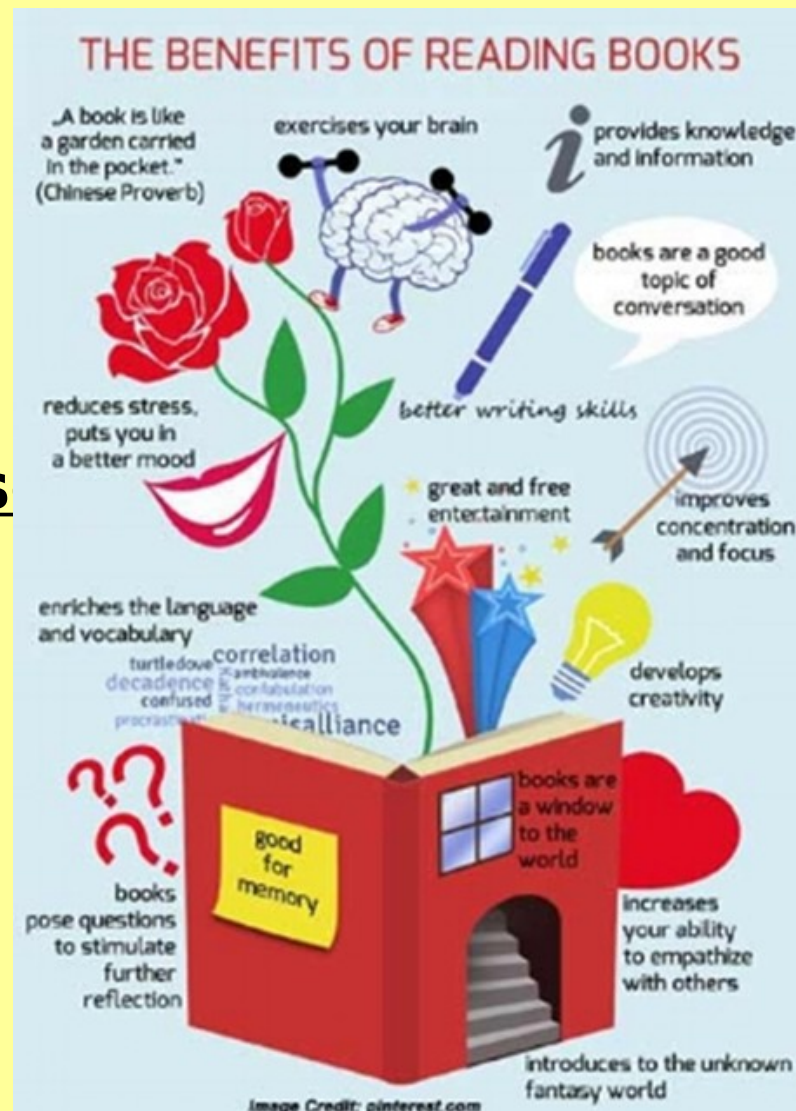 THE BENEFITS OF READING BOOKS
„A book is like
a garden carried
in the pocket."
(Chinese Proverb)
exercises your brain
provides knowledge
and information
books are a good
topic of
conversation
reduces stress,
puts you in
a better mood
better writing skills
s
great and free
entertainment
improves
concentration
and focus
enriches the language
and vocabulary
turtledove
correlation
decadence
ambivalence
confused
confabulation
hermeneutics
develops
creativity
books are
a window
to the
world
good
for
memory
books
pose questions
to stimulate
further
reflection
increases
your ability
to empathize
with others
introduces to the unknown
fantasy world
Image Credit: pinterest.com